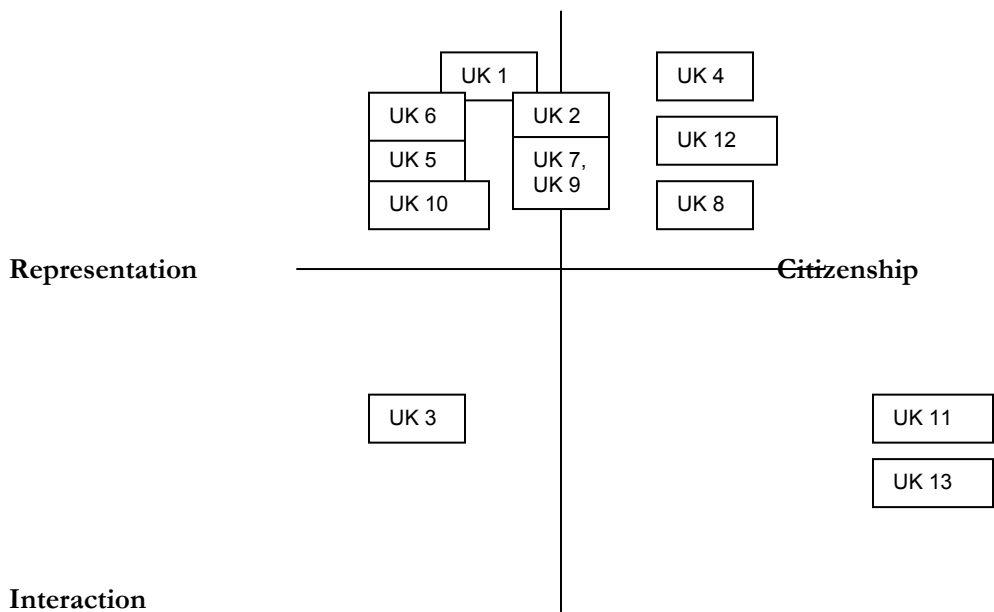 UK 1
UK 4
UK 6
UK 2
UK 12
UK 5
UK 7,
UK 9
UK 10
UK 8
Representation
Citizenship
UK 3
UK 11
UK 13
Interaction